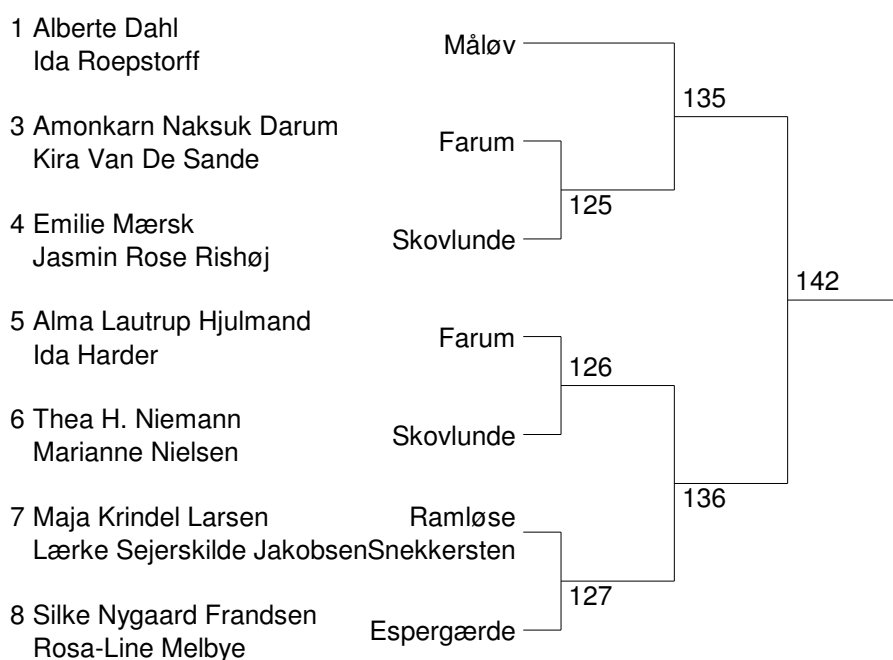 1 Alberte Dahl
Ida Roepstorff
Måløv
135
3 Amonkarn Naksuk Darum
Kira Van De Sande
Farum
125
4 Emilie Mærsk
Jasmin Rose Rishøj
Skovlunde
142
5 Alma Lautrup Hjulmand
Ida Harder
Farum
126
6 Thea H. Niemann
Marianne Nielsen
Skovlunde
136
7 Maja Krindel Larsen Ramløse
Lærke Sejerskilde Jakobsen Snekkersten
127
8 Silke Nygaard Frandsen
Rosa-Line Melbye
Espergærde